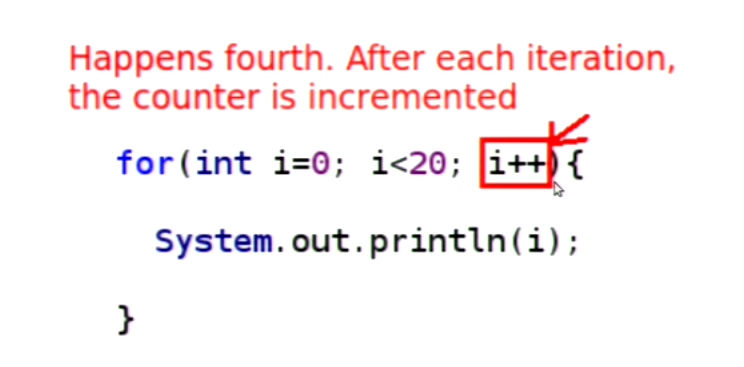 Happens fourth. After each iteration,
the counter is incremented
for(int i=0; i<20; i++){
System.out.println(i);
}